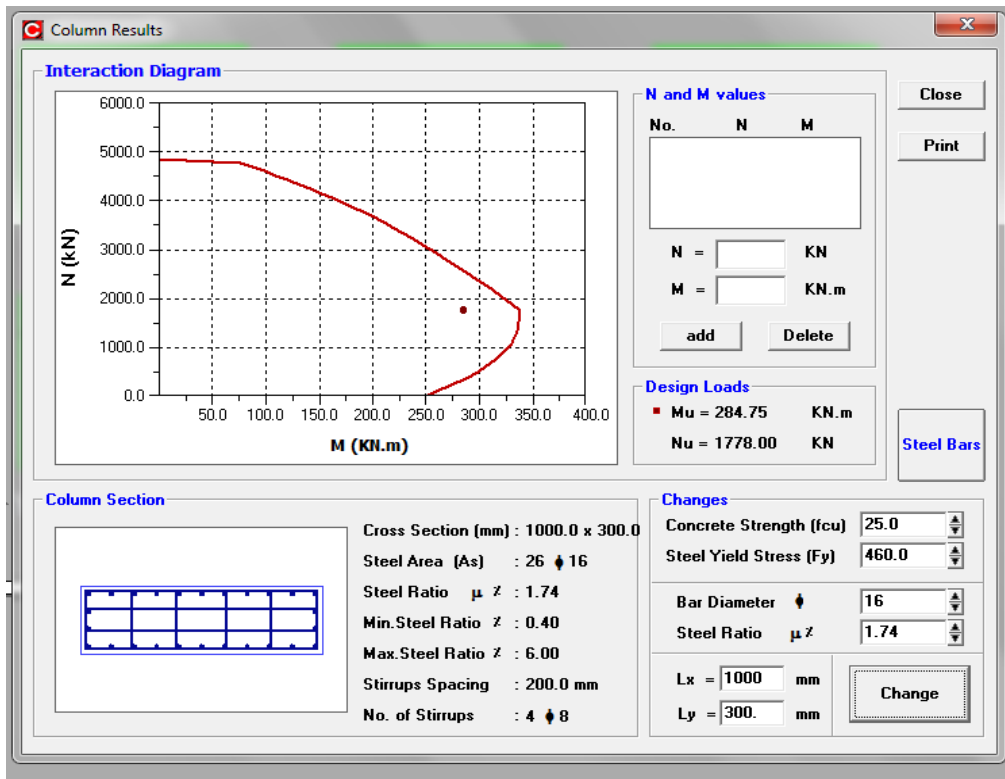 Column Results
Interaction Diagram
6000.0
5000.0
4000.0
3000.0
2000.0
1000.0
0.0
N (kN)
50.0 100.0 150.0 200.0 250.0 300.0 350.0 400.0
M (KN.m)
N and M values
No. N M
N = KN
M = KN.m
add Delete
Design Loads
Mu = 284.75 KN.m
Nu = 1778.00 KN
Close
Print
Steel Bars
Column Section
Cross Section (mm) : 1000.0 x 300.0
Steel Area (As) : 26 ϕ 16
Steel Ratio μ % : 1.74
Min.Steel Ratio % : 0.40
Max.Steel Ratio % : 6.00
Stirrups Spacing : 200.0 mm
No. of Stirrups : 4 ϕ 8
Changes
Concrete Strength (fcu) 25.0
Steel Yield Stress (Fy) 460.0
Bar Diameter ϕ 16
Steel Ratio μ % 1.74
Lx = 1000 mm
Ly = 300. mm
Change